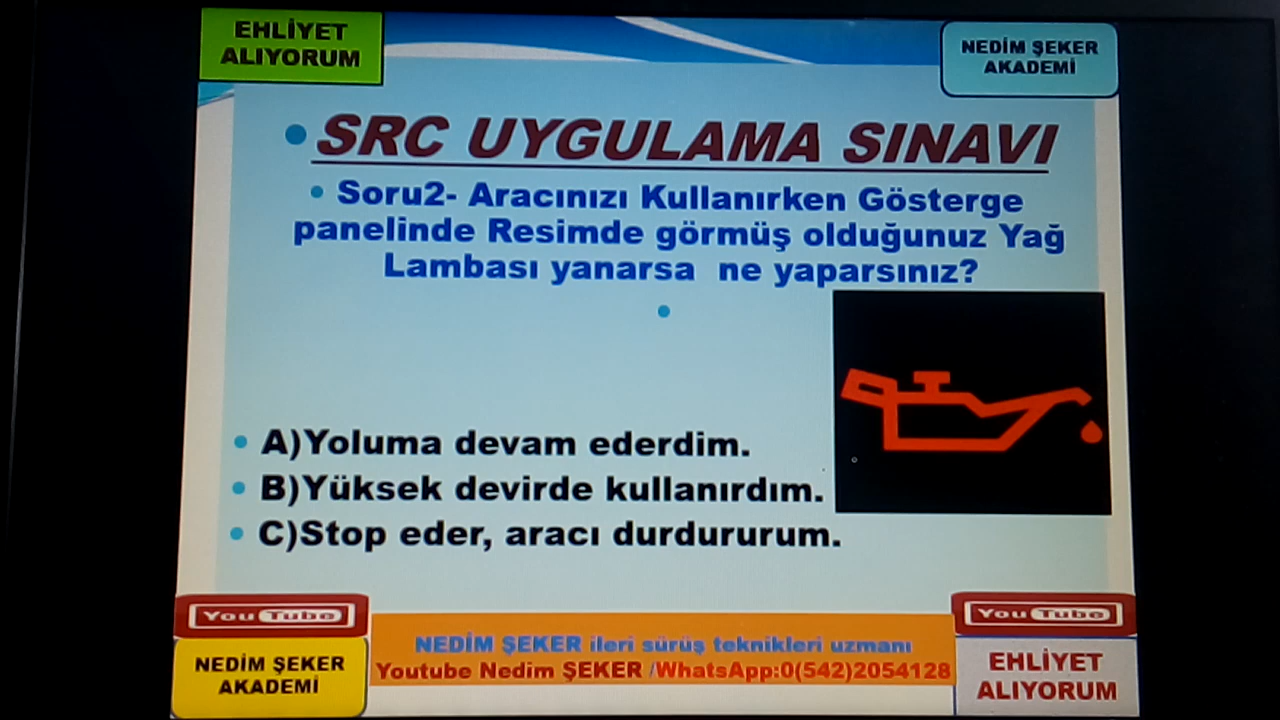 EHLİYET
ALIYORUM
NEDİM ŞEKER
AKADEMİ
SRC UYGULAMA SINAVI
Soru2- Aracınızı Kullanırken Gösterge
panelinde Resimde görmüş olduğunuz Yağ
Lambası yanarsa ne yaparsınız?
A)Yoluma devam ederdim.
B)Yüksek devirde kullanırdım.
C)Stop eder, aracı durdururum.
YouTube
NEDİM ŞEKER
AKADEMİ
NEDİM ŞEKER ileri sürüş teknikleri uzmanı
Youtube Nedim ŞEKER /WhatsApp:0(542)2054128
YouTube
EHLİYET
ALIYORUM